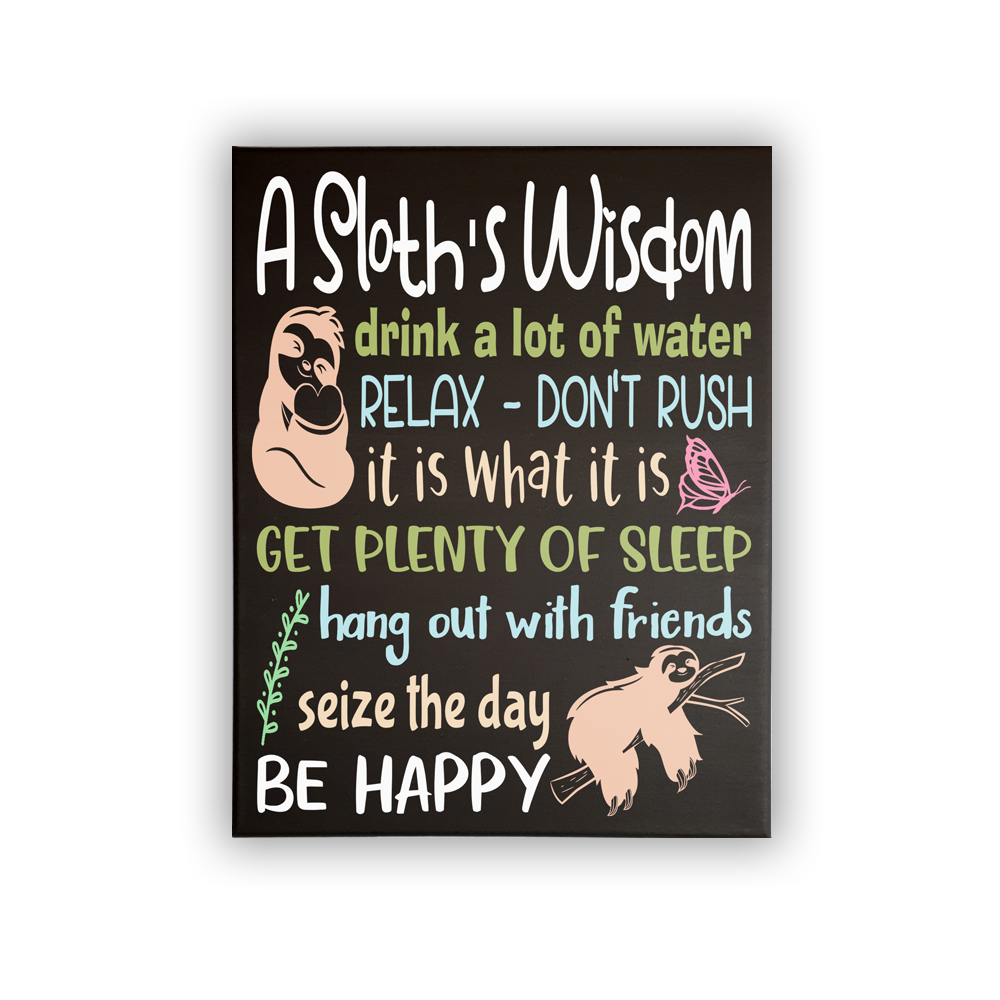 A Sloth's Wisdom
drink a lot of water
RELAX - DON'T RUSH
it is what it is
GET PLENTY OF SLEEP
hang out with friends
seize the day
BE HAPPY